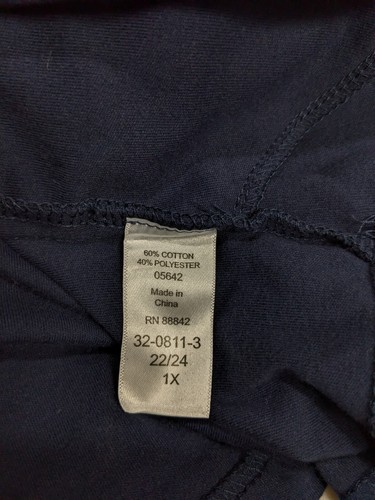 60% COTTON
40% POLYESTER
05642
Made in
China
RN 88842
32-0811-3
22/24
1X